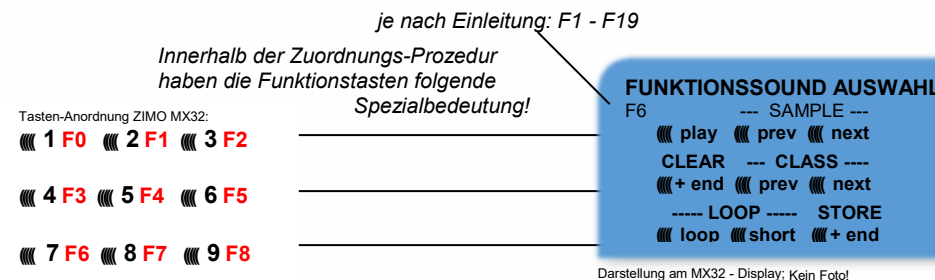 je nach Einleitung: F1 - F19
Innerhalb der Zuordnungs-Prozedur
haben die Funktionstasten folgende
Spezialbedeutung!
Tasten-Anordnung ZIMO MX32:
((((( 1 F0 ((((( 2 F1 ((((( 3 F2
((((( 4 F3 ((((( 5 F4 ((((( 6 F5
((((( 7 F6 ((((( 8 F7 ((((( 9 F8
FUNKTIONSSOUND AUSWAHL
F6 --- SAMPLE ---
((((( play ((((( prev ((((( next
CLEAR --- CLASS ----
(((((+ end ((((( prev ((((( next
----- LOOP ----- STORE
((((( loop (((((short (((((+ end
Darstellung am MX32 - Display; Kein Foto!